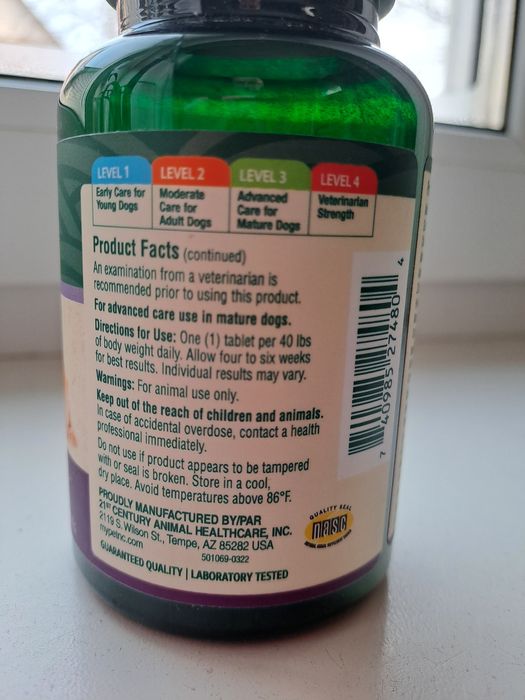 LEVEL 1
Early Care for
Young Dogs
LEVEL 2
Moderate
Care for
Adult Dogs
LEVEL 3
Advanced
Care for
Mature Dogs
LEVEL 4
Veterinarian
Strength
Product Facts (continued)
An examination from a veterinarian is
recommended prior to using this product.
For advanced care use in mature dogs.
Directions for Use: One (1) tablet per 40 lbs
of body weight daily. Allow four to six weeks
for best results. Individual results may vary.
Warnings: For animal use only.
Keep out of the reach of children and animals.
In case of accidental overdose, contact a health
professional immediately.
Do not use if product appears to be tampered
with or seal is broken. Store in a cool,
dry place. Avoid temperatures above 86°F.
PROUDLY MANUFACTURED BY/PAR
21ST CENTURY ANIMAL HEALTHCARE, INC.
2119 S. Wilson St., Tempe, AZ 85282 USA
mypetnc.com
501069-0322
GUARANTEED QUALITY | LABORATORY TESTED
7 40985 27480 4
QUALITY SEAL
nasc